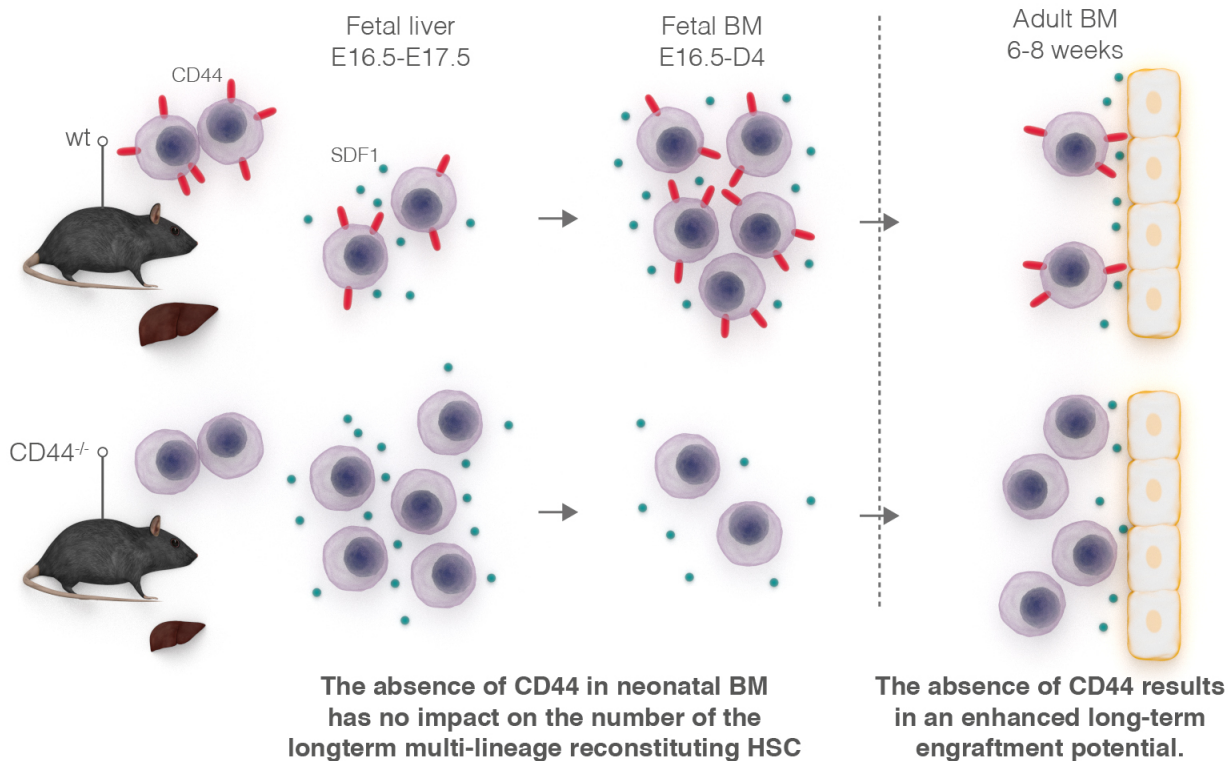 Fetal liver
E16.5-E17.5
Fetal BM
E16.5-D4
Adult BM
6-8 weeks
CD44
wt
SDF1
CD44-/-
The absence of CD44 in neonatal BM
has no impact on the number of the
longterm multi-lineage reconstituting HSC
The absence of CD44 results
in an enhanced long-term
engraftment potential.